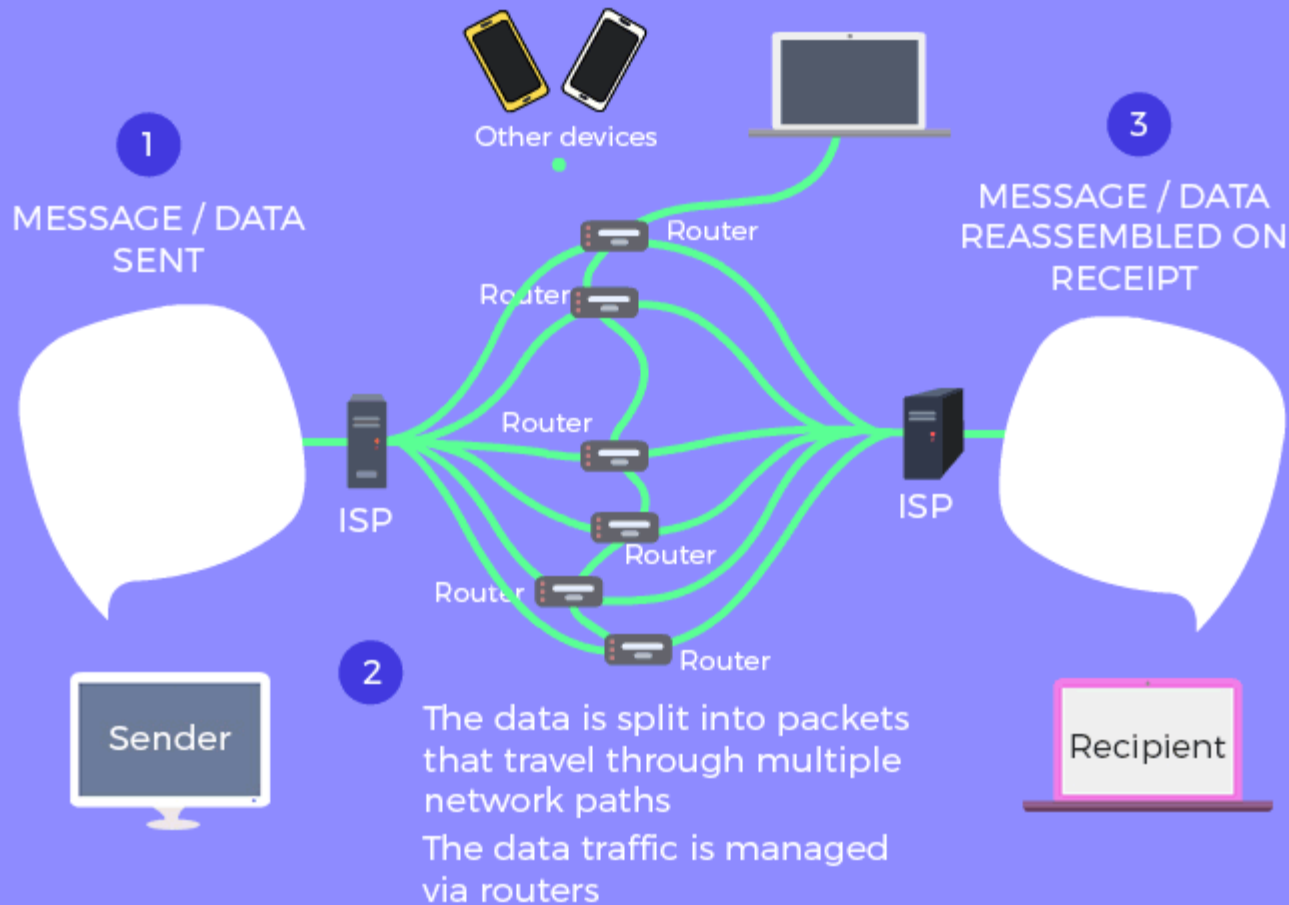 1
MESSAGE / DATA
SENT
Other devices
3
MESSAGE / DATA
REASSEMBLED ON
RECEIPT
Router
Router
Router
ISP
ISP
Router
Router
Router
Sender
2
The data is split into packets
that travel through multiple
network paths
The data traffic is managed
via routers
Recipient